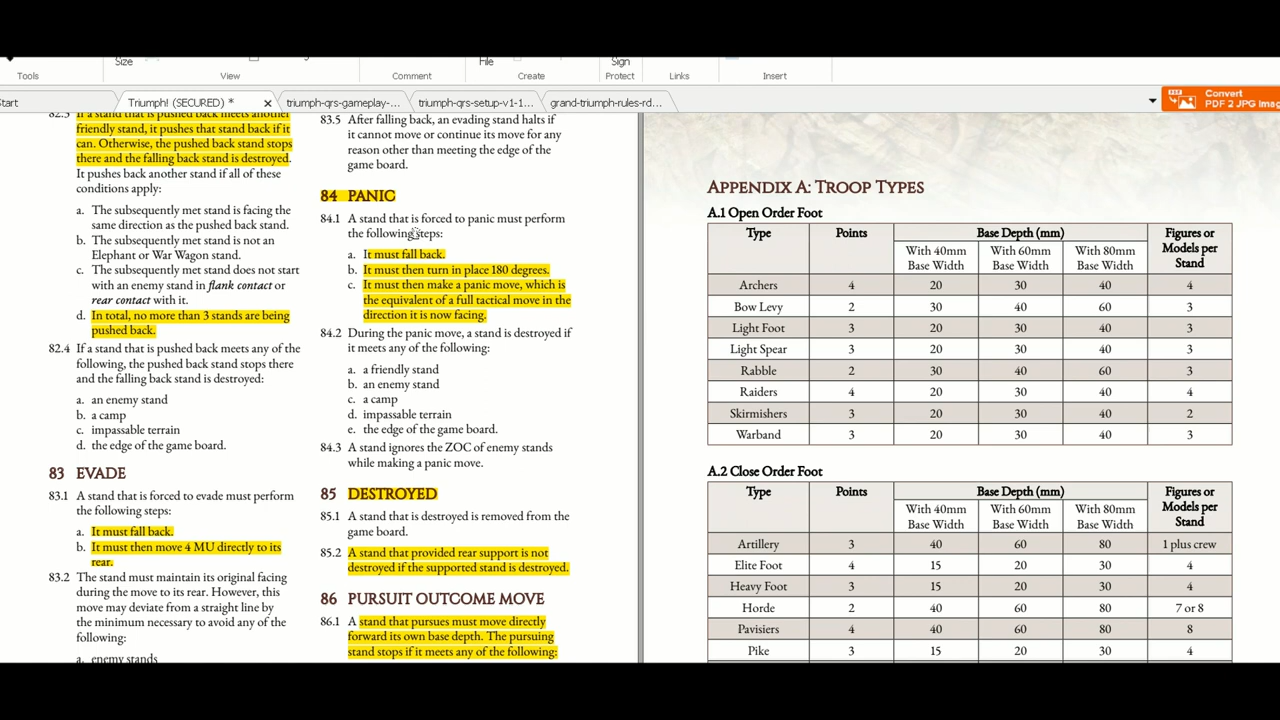 Size
File
Sign
Tools
View
Comment
Create
Protect
Links
Insert
Start
Triumph! (SECURED) *
triumph-qrs-gameplay-...
triumph-qrs-setup-v1-1...
grand-triumph-rules-rd...
Convert
PDF 2 JPG Imag
82.3 If a stand that is pushed back meets another
friendly stand, it pushes that stand back if it
can. Otherwise, the pushed back stand stops
there and the falling back stand is destroyed.
It pushes back another stand if all of these
conditions apply:
a. The subsequently met stand is facing the
same direction as the pushed back stand.
b. The subsequently met stand is not an
Elephant or War Wagon stand.
c. The subsequently met stand does not start
with an enemy stand in flank contact or
rear contact with it.
d. In total, no more than 3 stands are being
pushed back.
82.4 If a stand that is pushed back meets any of the
following, the pushed back stand stops there
and the falling back stand is destroyed:
a. an enemy stand
b. a camp
c. impassable terrain
d. the edge of the game board.
83 EVADE
83.1 A stand that is forced to evade must perform
the following steps:
a. It must fall back.
b. It must then move 4 MU directly to its
rear.
83.2 The stand must maintain its original facing
during the move to its rear. However, this
move may deviate from a straight line by
the minimum necessary to avoid any of the
following:
a. enemy stands
83.5 After falling back, an evading stand halts if
it cannot move or continue its move for any
reason other than meeting the edge of the
game board.
84 PANIC
84.1 A stand that is forced to panic must perform
the following steps:
a. It must fall back.
b. It must then turn in place 180 degrees.
c. It must then make a panic move, which is
the equivalent of a full tactical move in the
direction it is now facing.
84.2 During the panic move, a stand is destroyed if
it meets any of the following:
a. a friendly stand
b. an enemy stand
c. a camp
d. impassable terrain
e. the edge of the game board.
84.3 A stand ignores the ZOC of enemy stands
while making a panic move.
85 DESTROYED
85.1 A stand that is destroyed is removed from the
game board.
85.2 A stand that provided rear support is not
destroyed if the supported stand is destroyed.
86 PURSUIT OUTCOME MOVE
86.1 A stand that pursues must move directly
forward its own base depth. The pursuing
stand stops if it meets any of the following:
APPENDIX A: TROOP TYPES
A.1 Open Order Foot
Type Points Base Depth (mm) Figures or Models per Stand
With 40mm Base Width With 60mm Base Width With 80mm Base Width
Archers 4 20 30 40 4
Bow Levy 2 30 40 60 3
Light Foot 3 20 30 40 3
Light Spear 3 20 30 40 3
Rabble 2 30 40 60 3
Raiders 4 20 30 40 4
Skirmishers 3 20 30 40 2
Warband 3 20 30 40 3
A.2 Close Order Foot
Type Points Base Depth (mm) Figures or Models per Stand
With 40mm Base Width With 60mm Base Width With 80mm Base Width
Artillery 3 40 60 80 1 plus crew
Elite Foot 4 15 20 30 4
Heavy Foot 3 15 20 30 4
Horde 2 40 60 80 7 or 8
Pavisiers 4 40 60 80 8
Pike 3 15 20 30 4